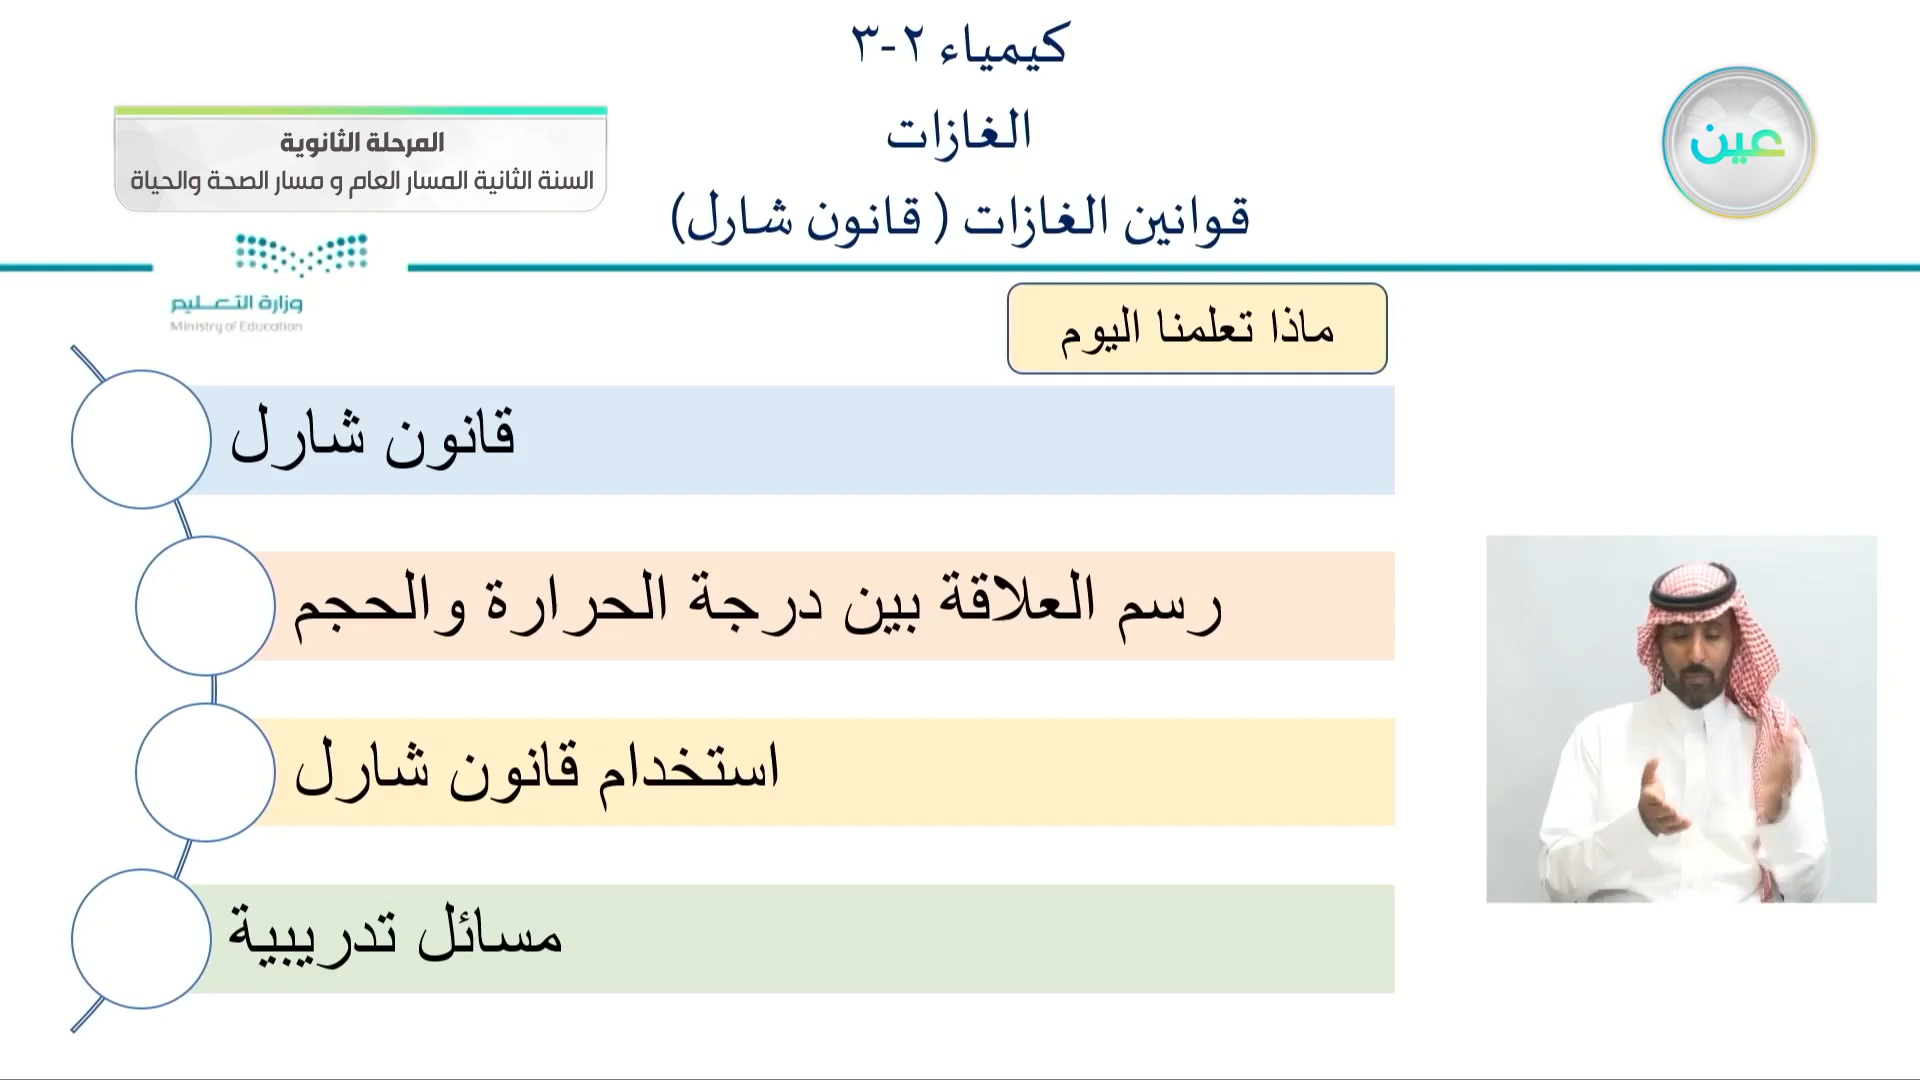 كيمياء ٢-٣
الغازات
قوانين الغازات ( قانون شارل)
المرحلة الثانوية
السنة الثانية المسار العام و مسار الصحة والحياة
عين
وزارة التعليم
Ministry of Education
ماذا تعلمنا اليوم
قانون شارل
رسم العلاقة بين درجة الحرارة والحجم
استخدام قانون شارل
مسائل تدريبية